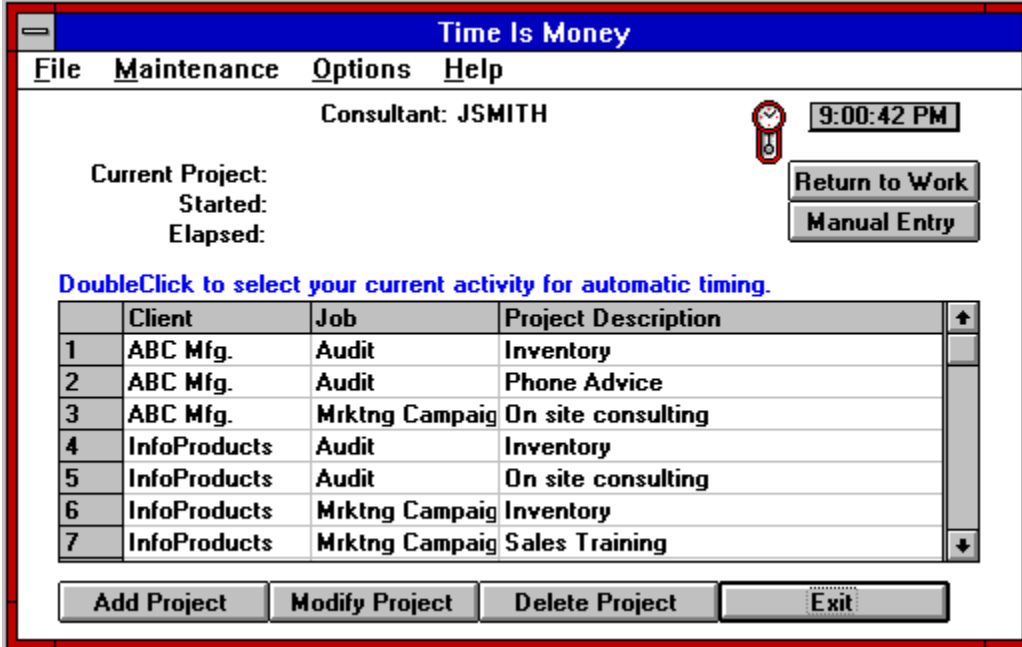 Time Is Money
File Maintenance Options Help
Consultant: JSMITH
9:00:42 PM
Current Project:
Return to Work
Started:
Elapsed:
Manual Entry
DoubleClick to select your current activity for automatic timing.
Client Job Project Description
1 ABC Mfg. Audit Inventory
2 ABC Mfg. Audit Phone Advice
3 ABC Mfg. Mrktng Campaig On site consulting
4 InfoProducts Audit Inventory
5 InfoProducts Audit On site consulting
6 InfoProducts Mrktng Campaig Inventory
7 InfoProducts Mrktng Campaig Sales Training
Add Project Modify Project Delete Project Exit